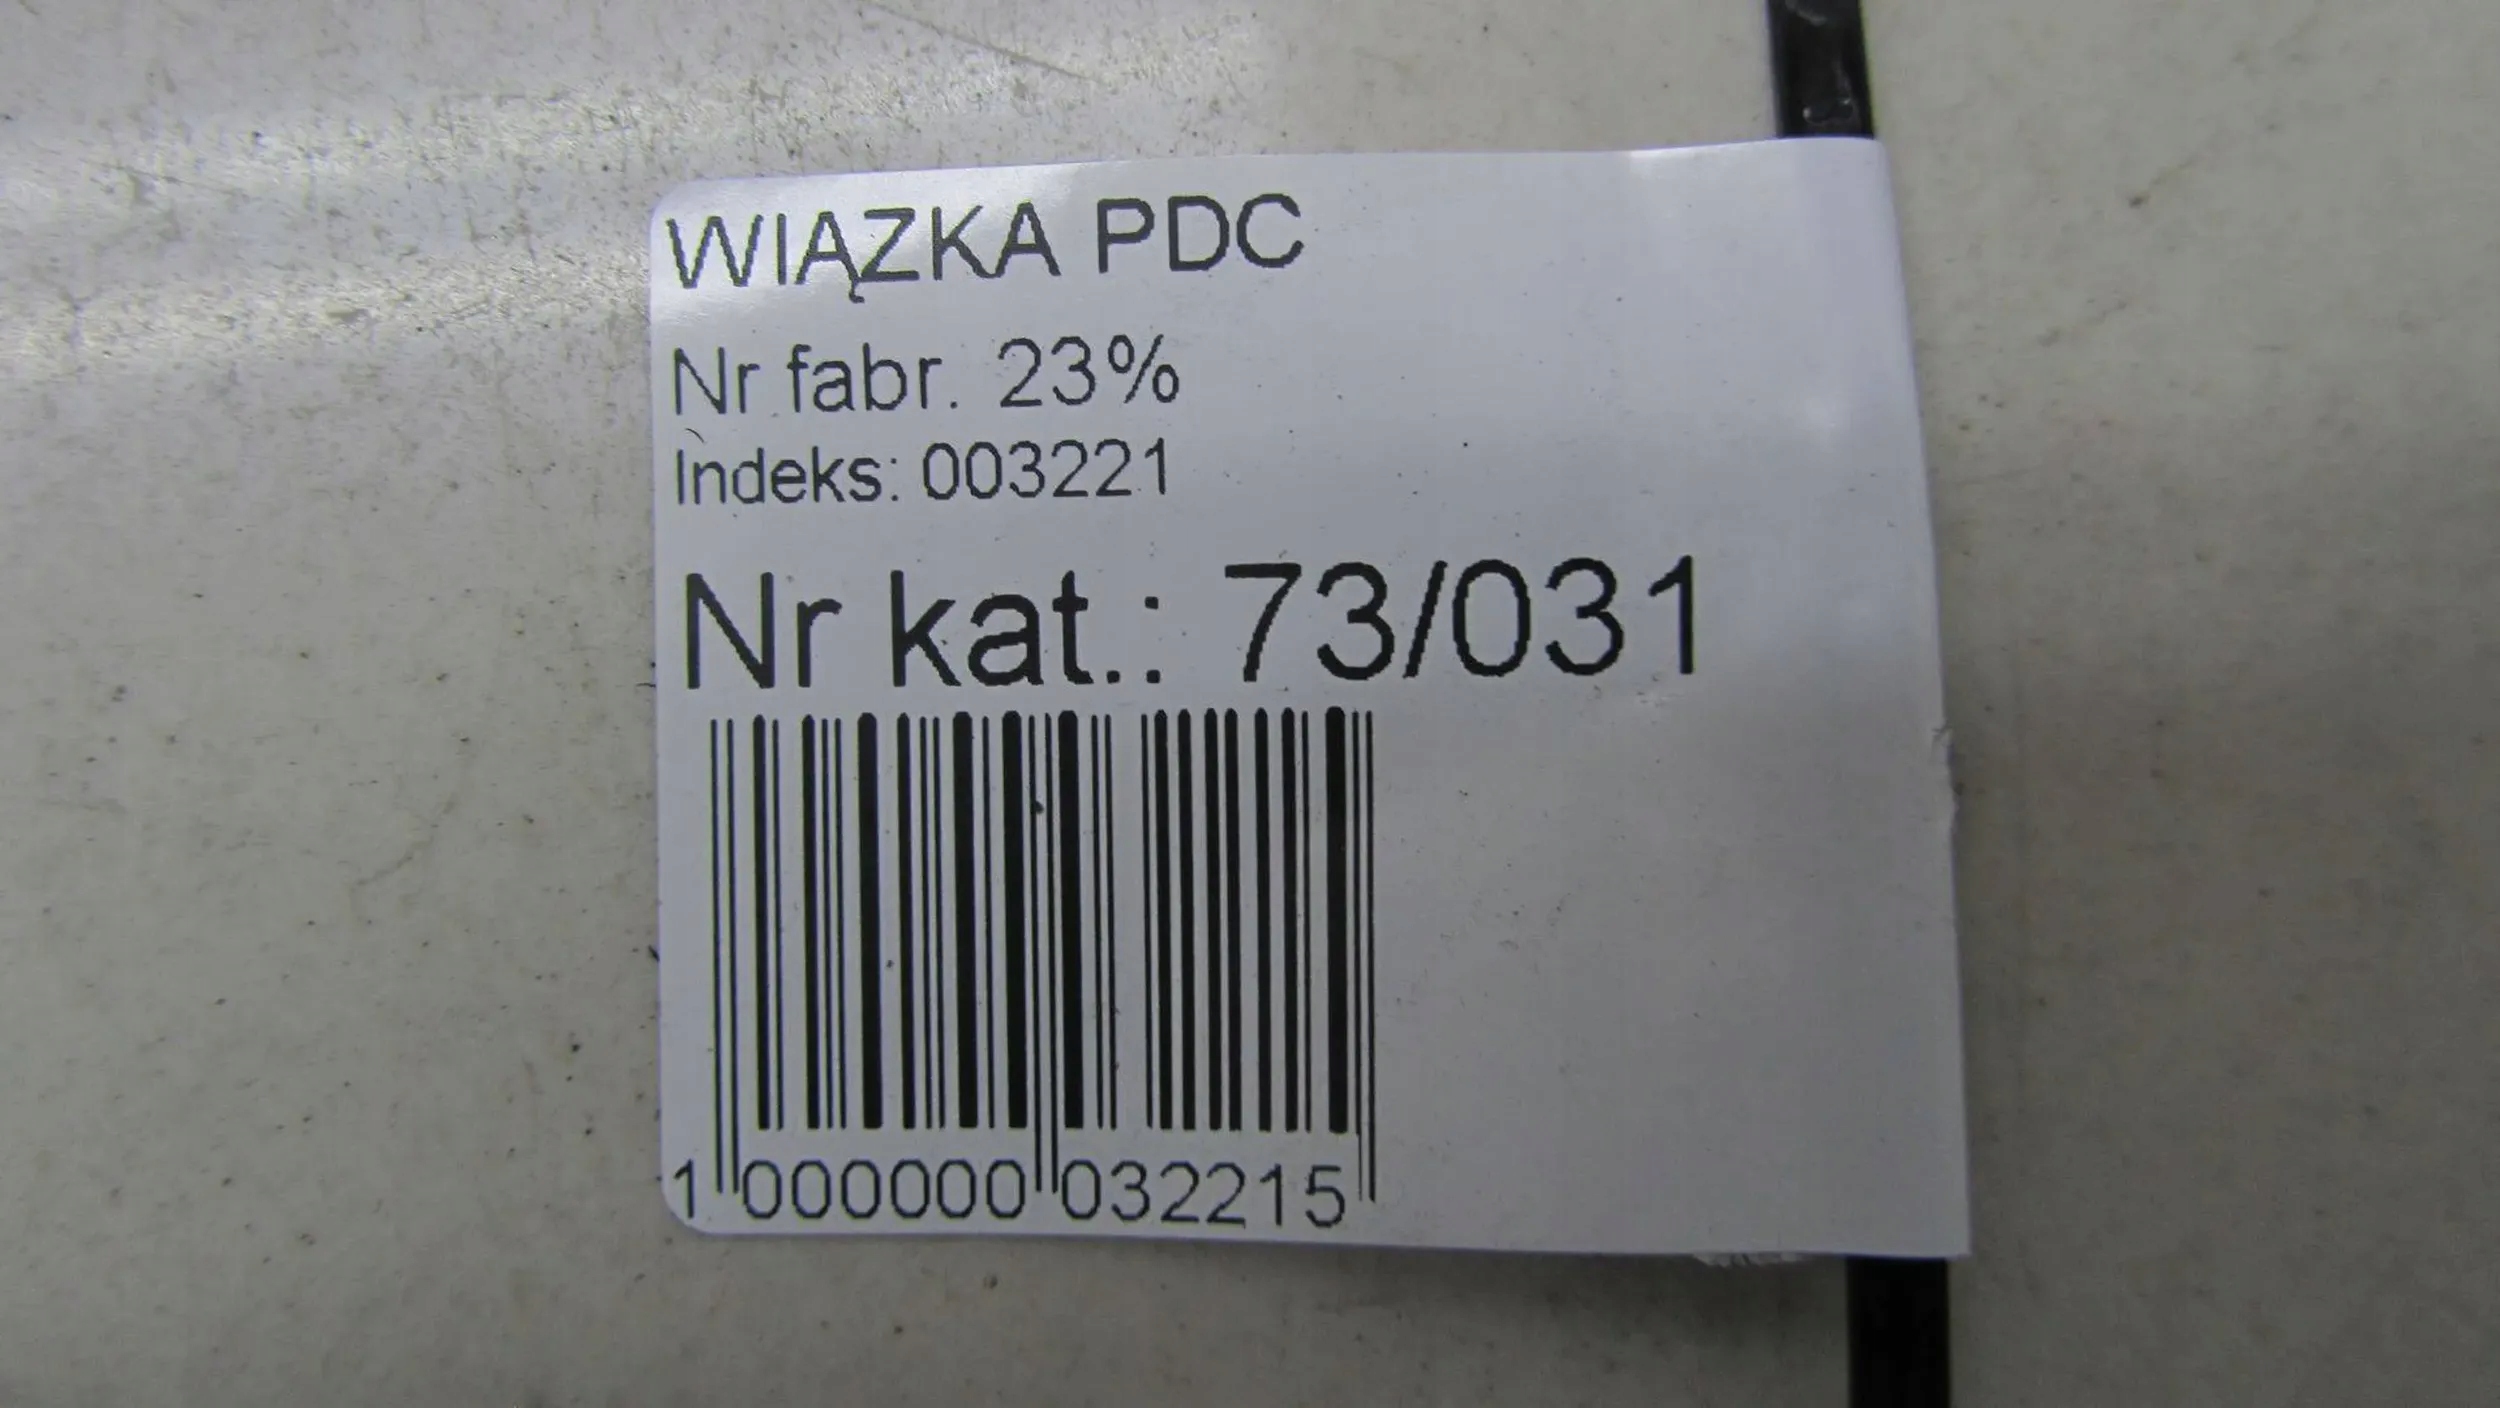 WIĄZKA PDC
Nr fabr. 23%
Indeks: 003221
Nr kat.: 73/031
1 000000 032215